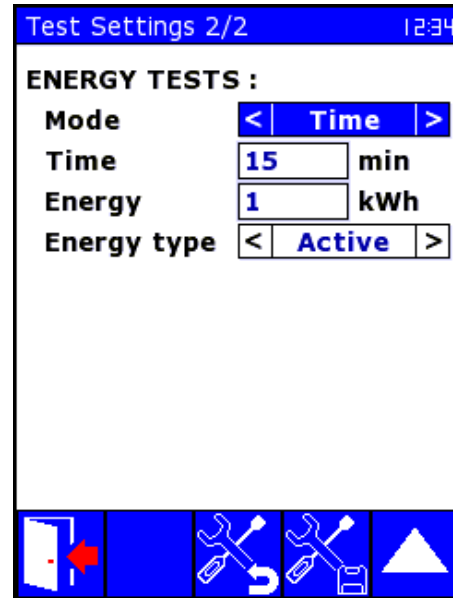 Test Settings 2/2 12:34
ENERGY TESTS :
Mode < Time >
Time 15 min
Energy 1 kWh
Energy type < Active >